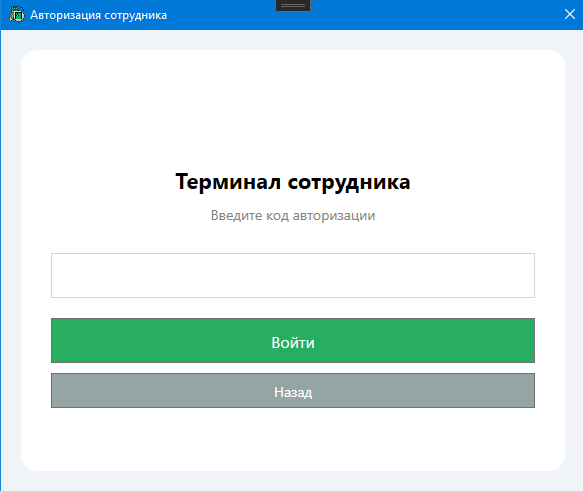 Авторизация сотрудника
Терминал сотрудника
Введите код авторизации
Войти
Назад